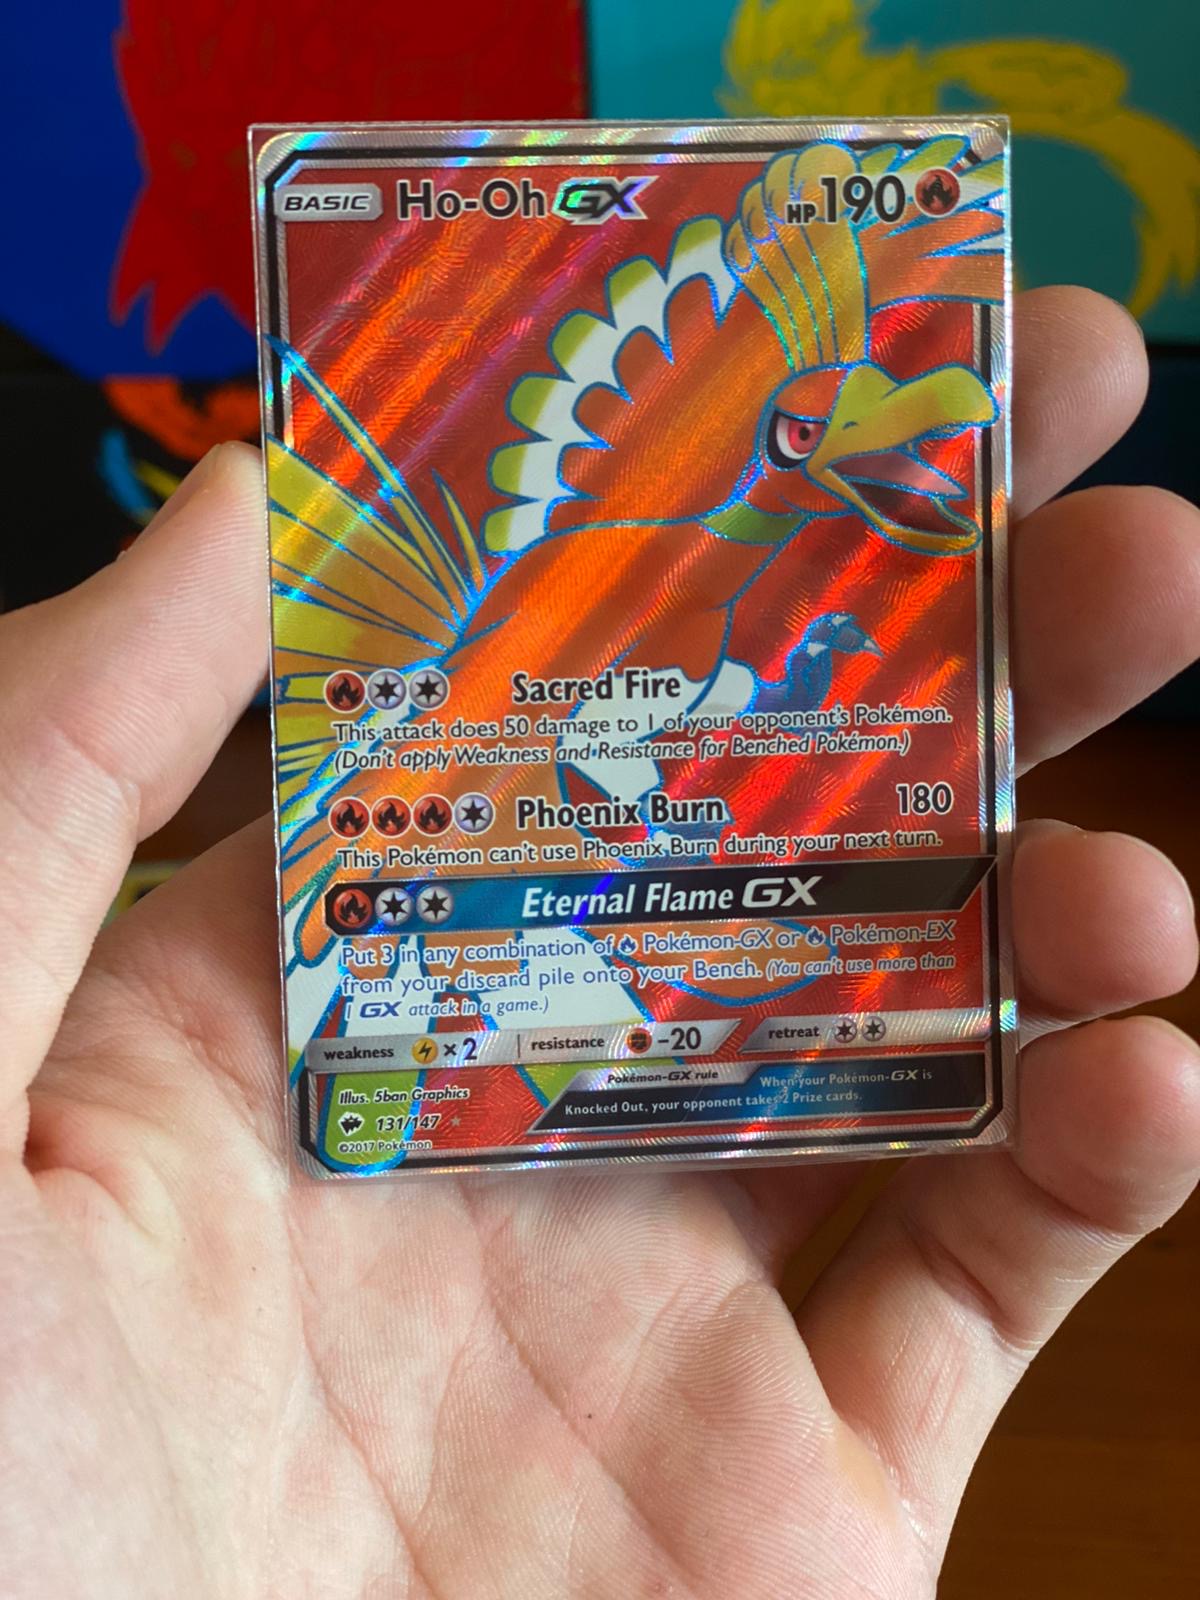 BASIC Ho-Oh GX HP 190
Sacred Fire
This attack does 50 damage to 1 of your opponent's Pokémon.
(Don't apply Weakness and Resistance for Benched Pokémon.)
Phoenix Burn 180
This Pokémon can't use Phoenix Burn during your next turn.
Eternal Flame GX
Put 3 in any combination of Pokémon-GX or Pokémon-EX
from your discard pile onto your Bench. (You can't use more than
1 GX attack in a game.)
weakness ×2 resistance -20 retreat
Pokémon-GX rule When your Pokémon-GX is
Knocked Out, your opponent takes 2 Prize cards.
Illus. 5ban Graphics
131/147
©2017 Pokémon